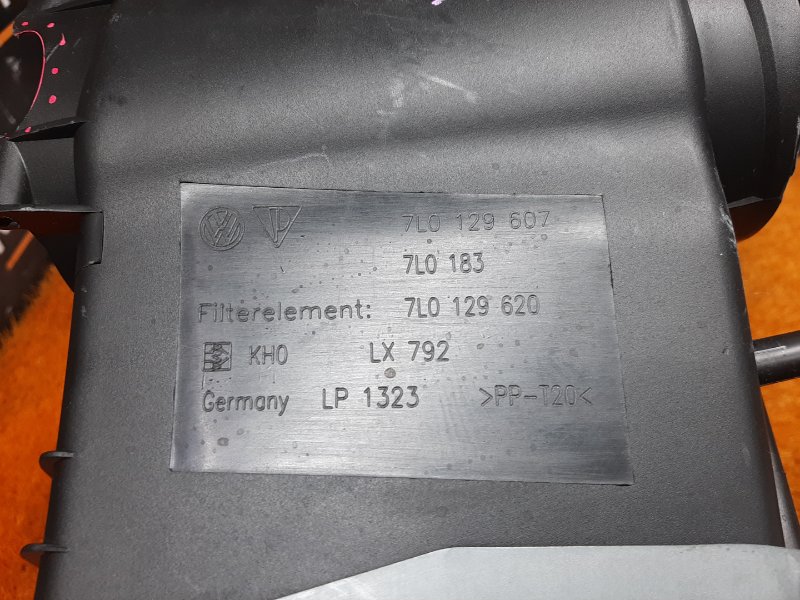 7L0 129 607
7L0 183
Filterelement: 7L0 129 620
KHO LX 792
Germany LP 1323 >PP-T20<